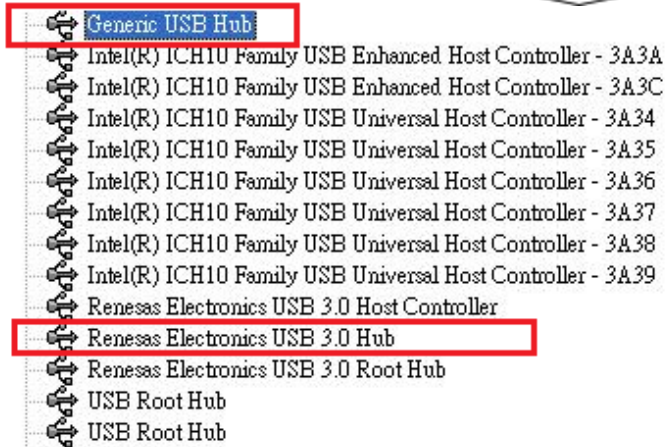 Generic USB Hub
Intel(R) ICH10 Family USB Enhanced Host Controller - 3A3A
Intel(R) ICH10 Family USB Enhanced Host Controller - 3A3C
Intel(R) ICH10 Family USB Universal Host Controller - 3A34
Intel(R) ICH10 Family USB Universal Host Controller - 3A35
Intel(R) ICH10 Family USB Universal Host Controller - 3A36
Intel(R) ICH10 Family USB Universal Host Controller - 3A37
Intel(R) ICH10 Family USB Universal Host Controller - 3A38
Intel(R) ICH10 Family USB Universal Host Controller - 3A39
Renesas Electronics USB 3.0 Host Controller
Renesas Electronics USB 3.0 Hub
Renesas Electronics USB 3.0 Root Hub
USB Root Hub
USB Root Hub